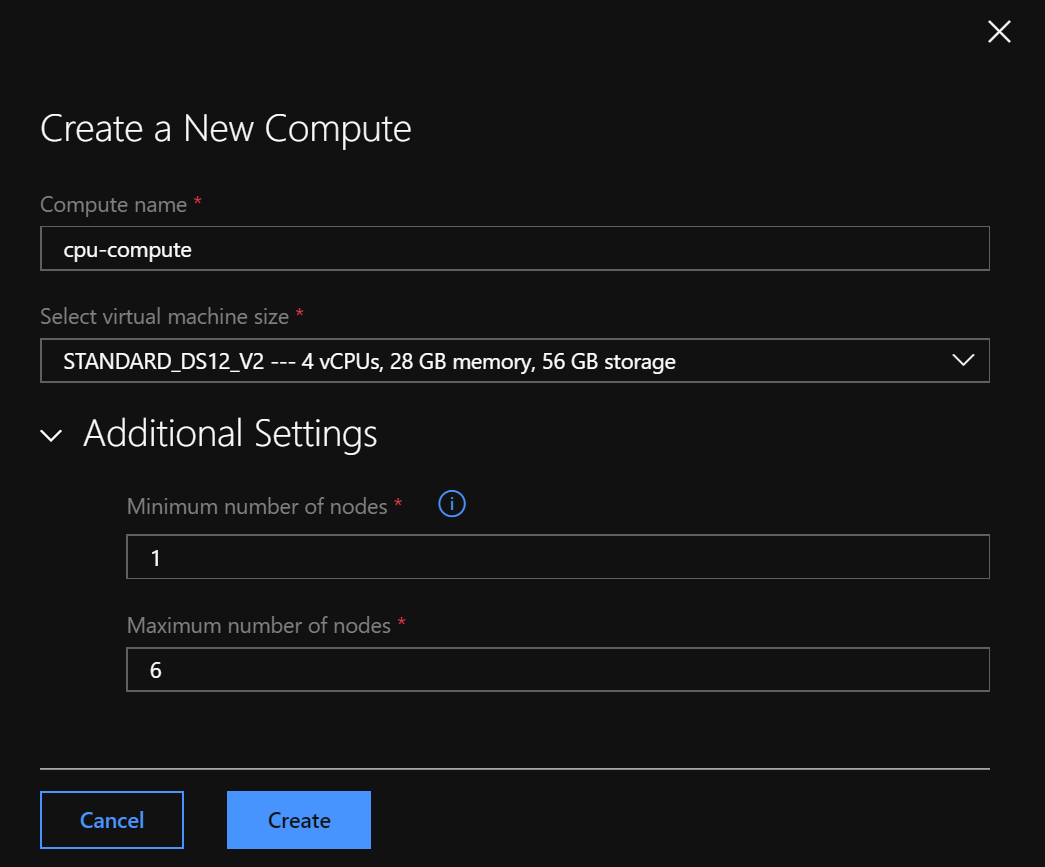 Create a New Compute
Compute name *
cpu-compute
Select virtual machine size *
STANDARD_DS12_V2 --- 4 vCPUs, 28 GB memory, 56 GB storage
Additional Settings
Minimum number of nodes * i
1
Maximum number of nodes *
6
Cancel Create